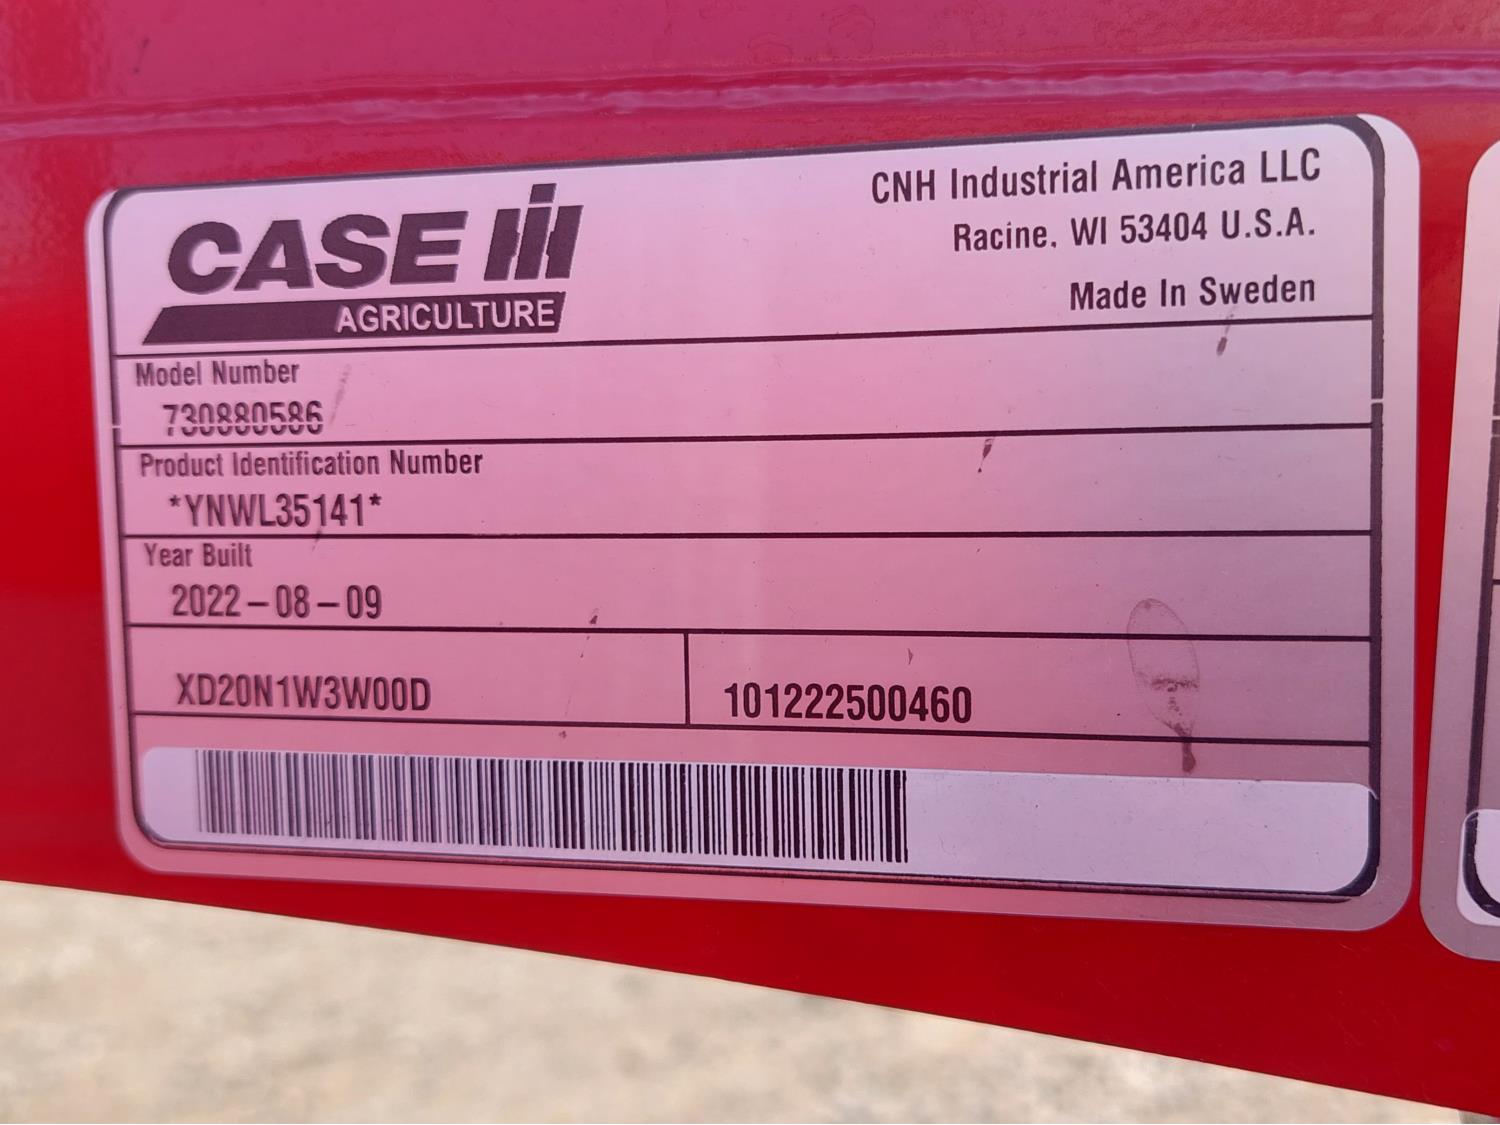 CASE IH
AGRICULTURE
CNH Industrial America LLC
Racine, WI 53404 U.S.A.
Made In Sweden
Model Number
730880586
Product Identification Number
*YNWL35141*
Year Built
2022-08-09
XD20N1W3W00D
101222500460